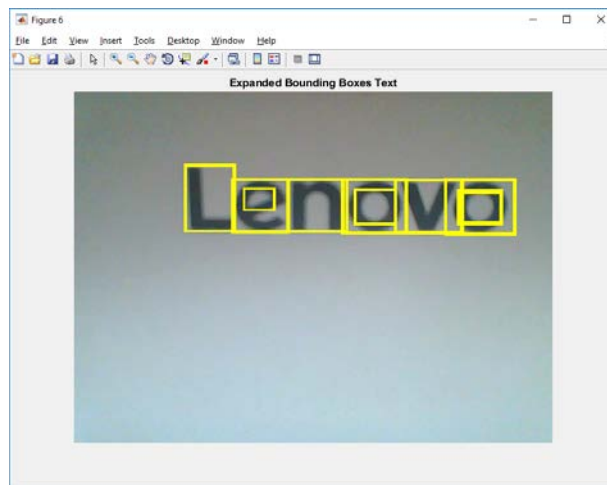 Figure 6
File Edit View Insert Tools Desktop Window Help
Expanded Bounding Boxes Text
Lenovo